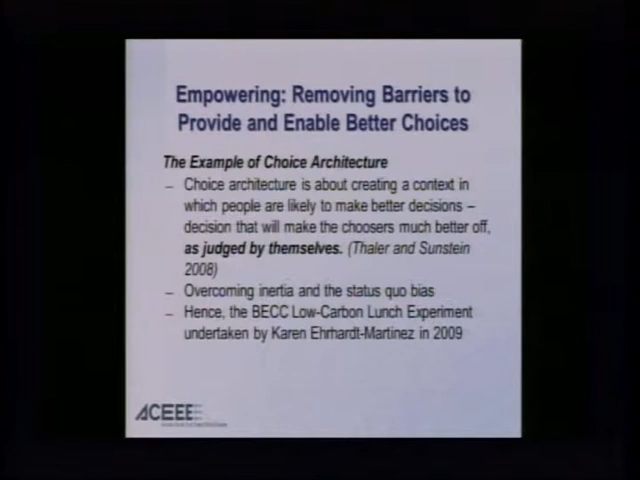 Empowering: Removing Barriers to
Provide and Enable Better Choices
The Example of Choice Architecture
– Choice architecture is about creating a context in
which people are likely to make better decisions –
decision that will make the choosers much better off,
as judged by themselves. (Thaler and Sunstein
2008)
– Overcoming inertia and the status quo bias
– Hence, the BECC Low-Carbon Lunch Experiment
undertaken by Karen Ehrhardt-Martinez in 2009
ACEEE